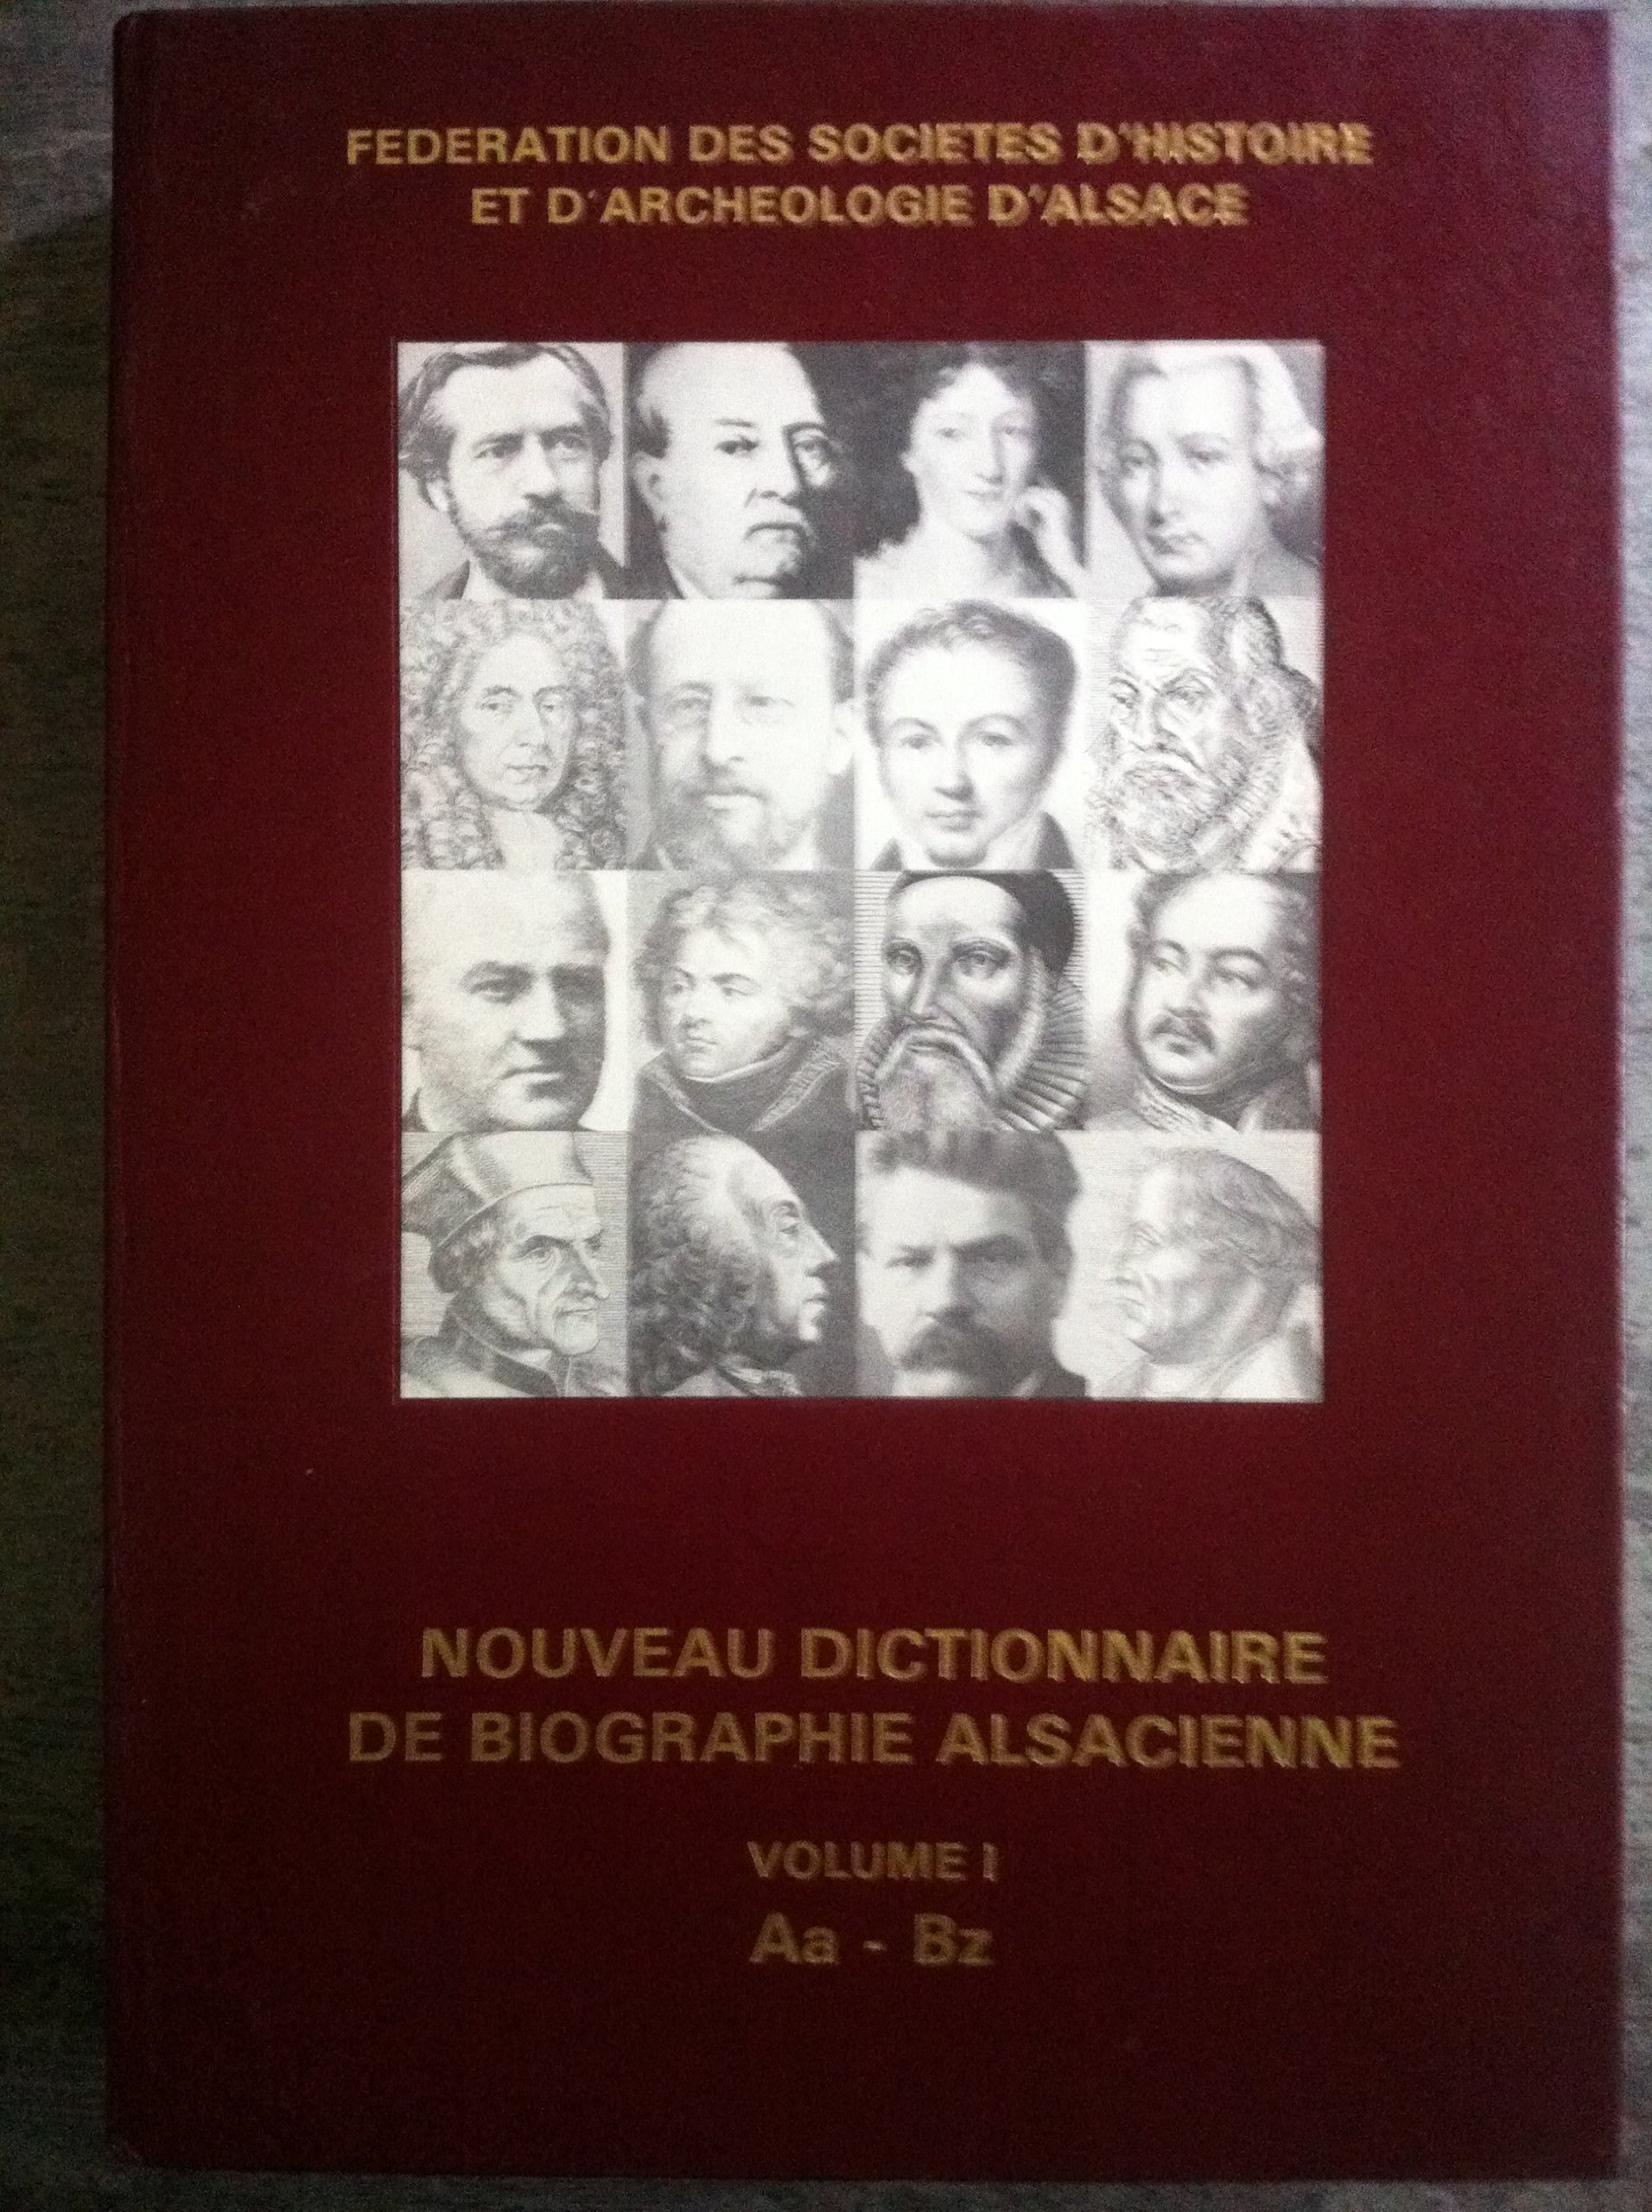 FEDERATION DES SOCIETES D'HISTOIRE
ET D'ARCHEOLOGIE D'ALSACE
NOUVEAU DICTIONNAIRE
DE BIOGRAPHIE ALSACIENNE
VOLUME I
Aa - Bz